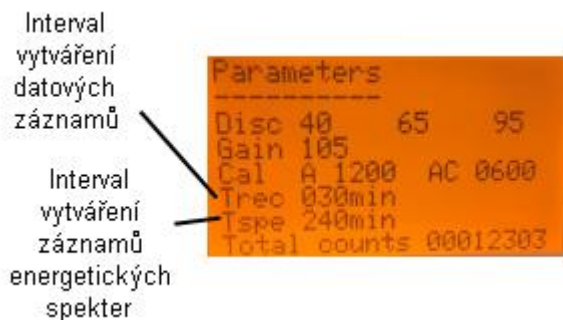 Interval
vytváření
datových
záznamů
Interval
vytváření
záznamů
energetických
spekter
Parameters
----------
Disc 40 65 95
Gain 105
Cal A 1200 AC 0600
Trec 030min
Tspe 240min
Total counts 00012303